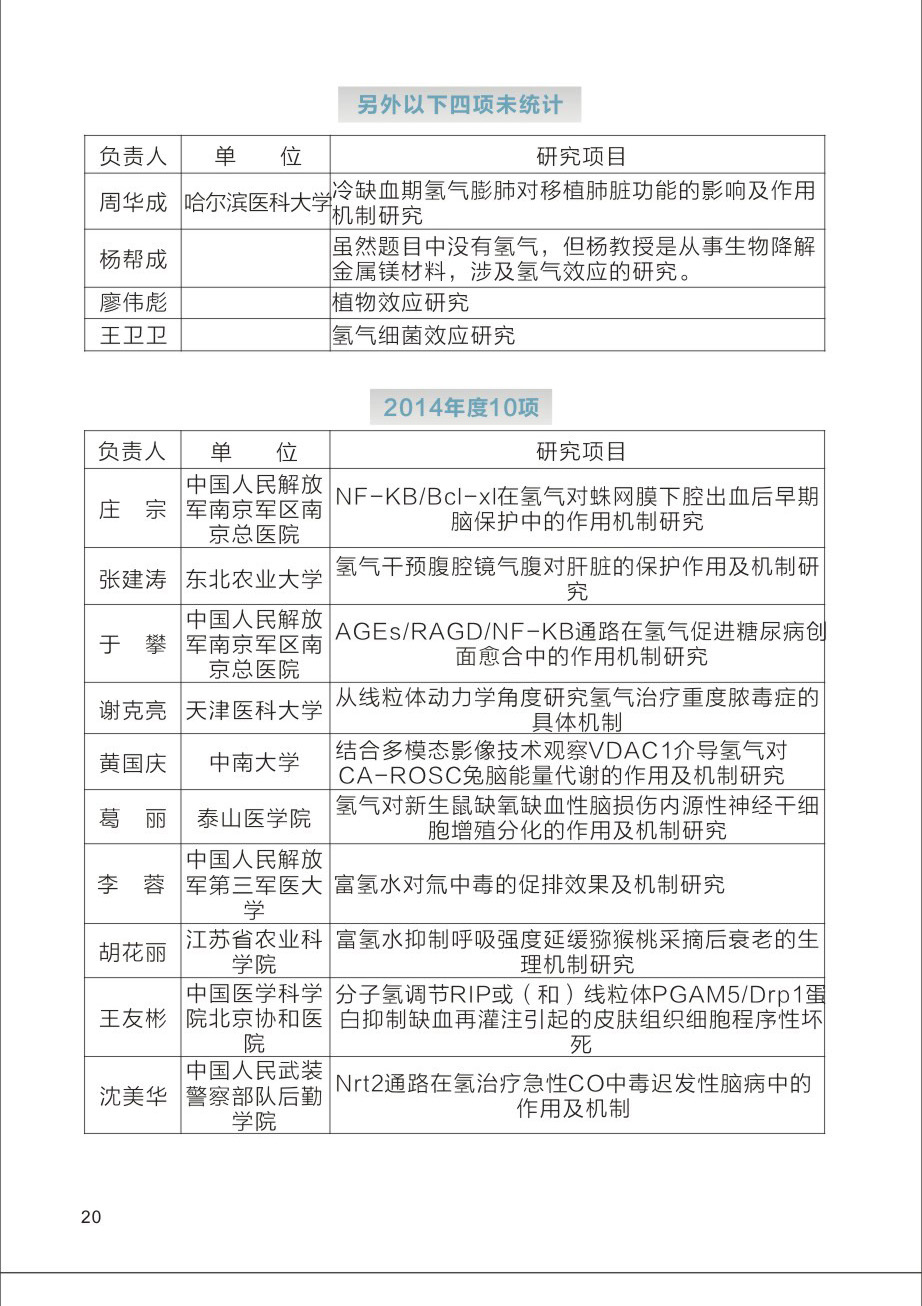 另外以下四项未统计
负责人 单 位 研究项目
周华成 哈尔滨医科大学 冷缺血期氢气膨肺对移植肺脏功能的影响及作用
机制研究
杨帮成 虽然题目中没有氢气，但杨教授是从事生物降解
金属镁材料，涉及氢气效应的研究。
廖伟彪 植物效应研究
王卫卫 氢气细菌效应研究
2014年度10项
负责人 单 位 研究项目
庄 宗
中国人民解放
军南京军区南
京总医院
NF-KB/Bcl-xl在氢气对蛛网膜下腔出血后早期
脑保护中的作用机制研究
张建涛 东北农业大学
氢气干预腹腔镜气腹对肝脏的保护作用及机制研
究
于 攀
中国人民解放
军南京军区南
京总医院
AGEs/RAGD/NF-KB通路在氢气促进糖尿病创
面愈合中的作用机制研究
谢克亮 天津医科大学
从线粒体动力学角度研究氢气治疗重度脓毒症的
具体机制
黄国庆 中南大学
结合多模态影像技术观察VDAC1介导氢气对
CA-ROSC兔脑能量代谢的作用及机制研究
葛 丽 泰山医学院
氢气对新生鼠缺氧缺血性脑损伤内源性神经干细
胞增殖分化的作用及机制研究
李 蓉
中国人民解放
军第三军医大
学
富氢水对氚中毒的促排效果及机制研究
胡花丽
江苏省农业科
学院
富氢水抑制呼吸强度延缓猕猴桃采摘后衰老的生
理机制研究
王友彬
中国医学科学
院北京协和医
院
分子氢调节RIP或（和）线粒体PGAM5/Drp1蛋
白抑制缺血再灌注引起的皮肤组织细胞程序性坏
死
沈美华
中国人民武装
警察部队后勤
学院
Nrt2通路在氢治疗急性CO中毒迟发性脑病中的
作用及机制
20